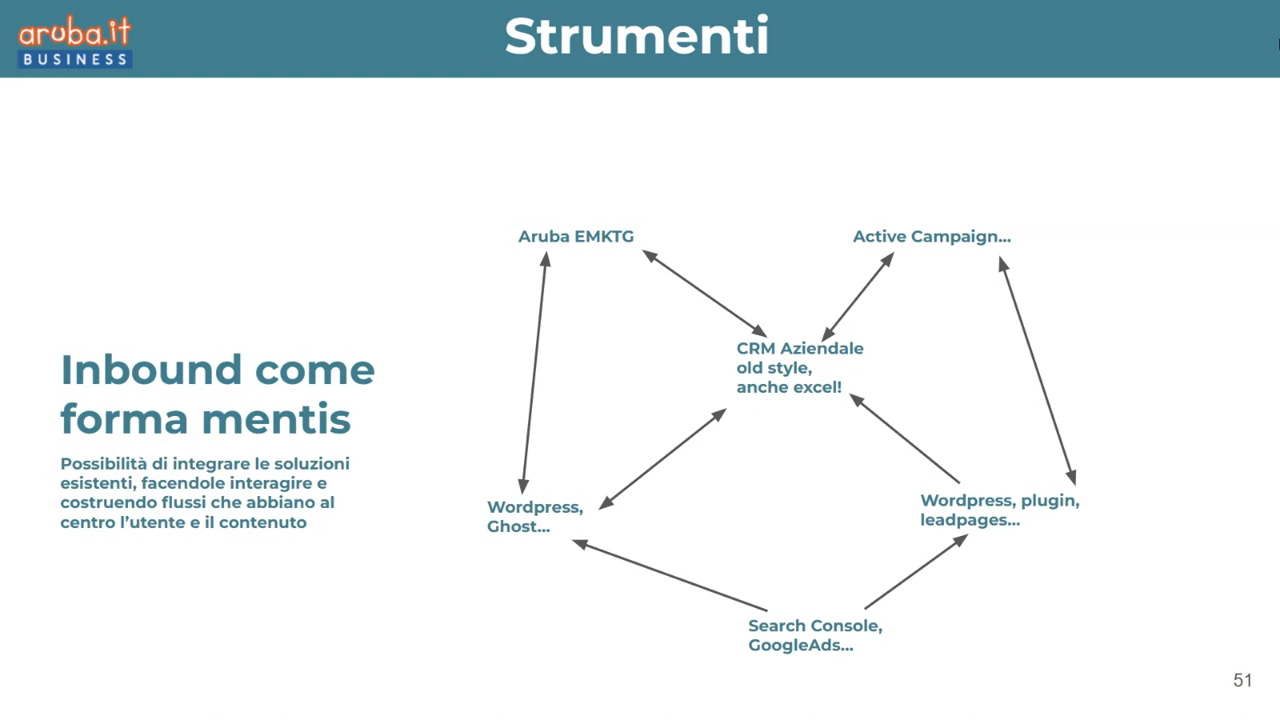 aruba.it
BUSINESS
Strumenti
Aruba EMKTG
Active Campaign...
CRM Aziendale
old style,
anche excel!
Inbound come
forma mentis
Possibilità di integrare le soluzioni
esistenti, facendole interagire e
costruendo flussi che abbiano al
centro l'utente e il contenuto
Wordpress,
Ghost...
Wordpress, plugin,
leadpages...
Search Console,
GoogleAds...
51